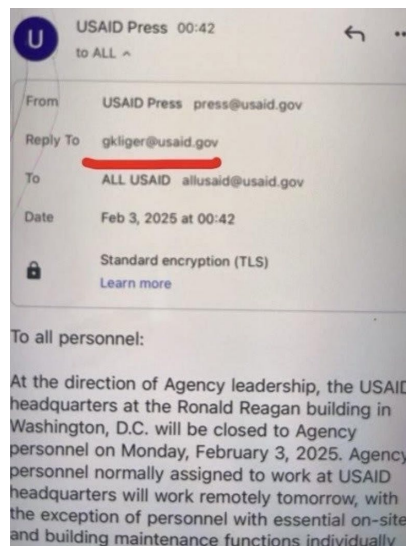 U
USAID Press 00:42
to ALL
From USAID Press press@usaid.gov
Reply To gkliger@usaid.gov
To ALL USAID allusaid@usaid.gov
Date Feb 3, 2025 at 00:42
Standard encryption (TLS)
Learn more
To all personnel:
At the direction of Agency leadership, the USAID
headquarters at the Ronald Reagan building in
Washington, D.C. will be closed to Agency
personnel on Monday, February 3, 2025. Agency
personnel normally assigned to work at USAID
headquarters will work remotely tomorrow, with
the exception of personnel with essential on-site
and building maintenance functions individually